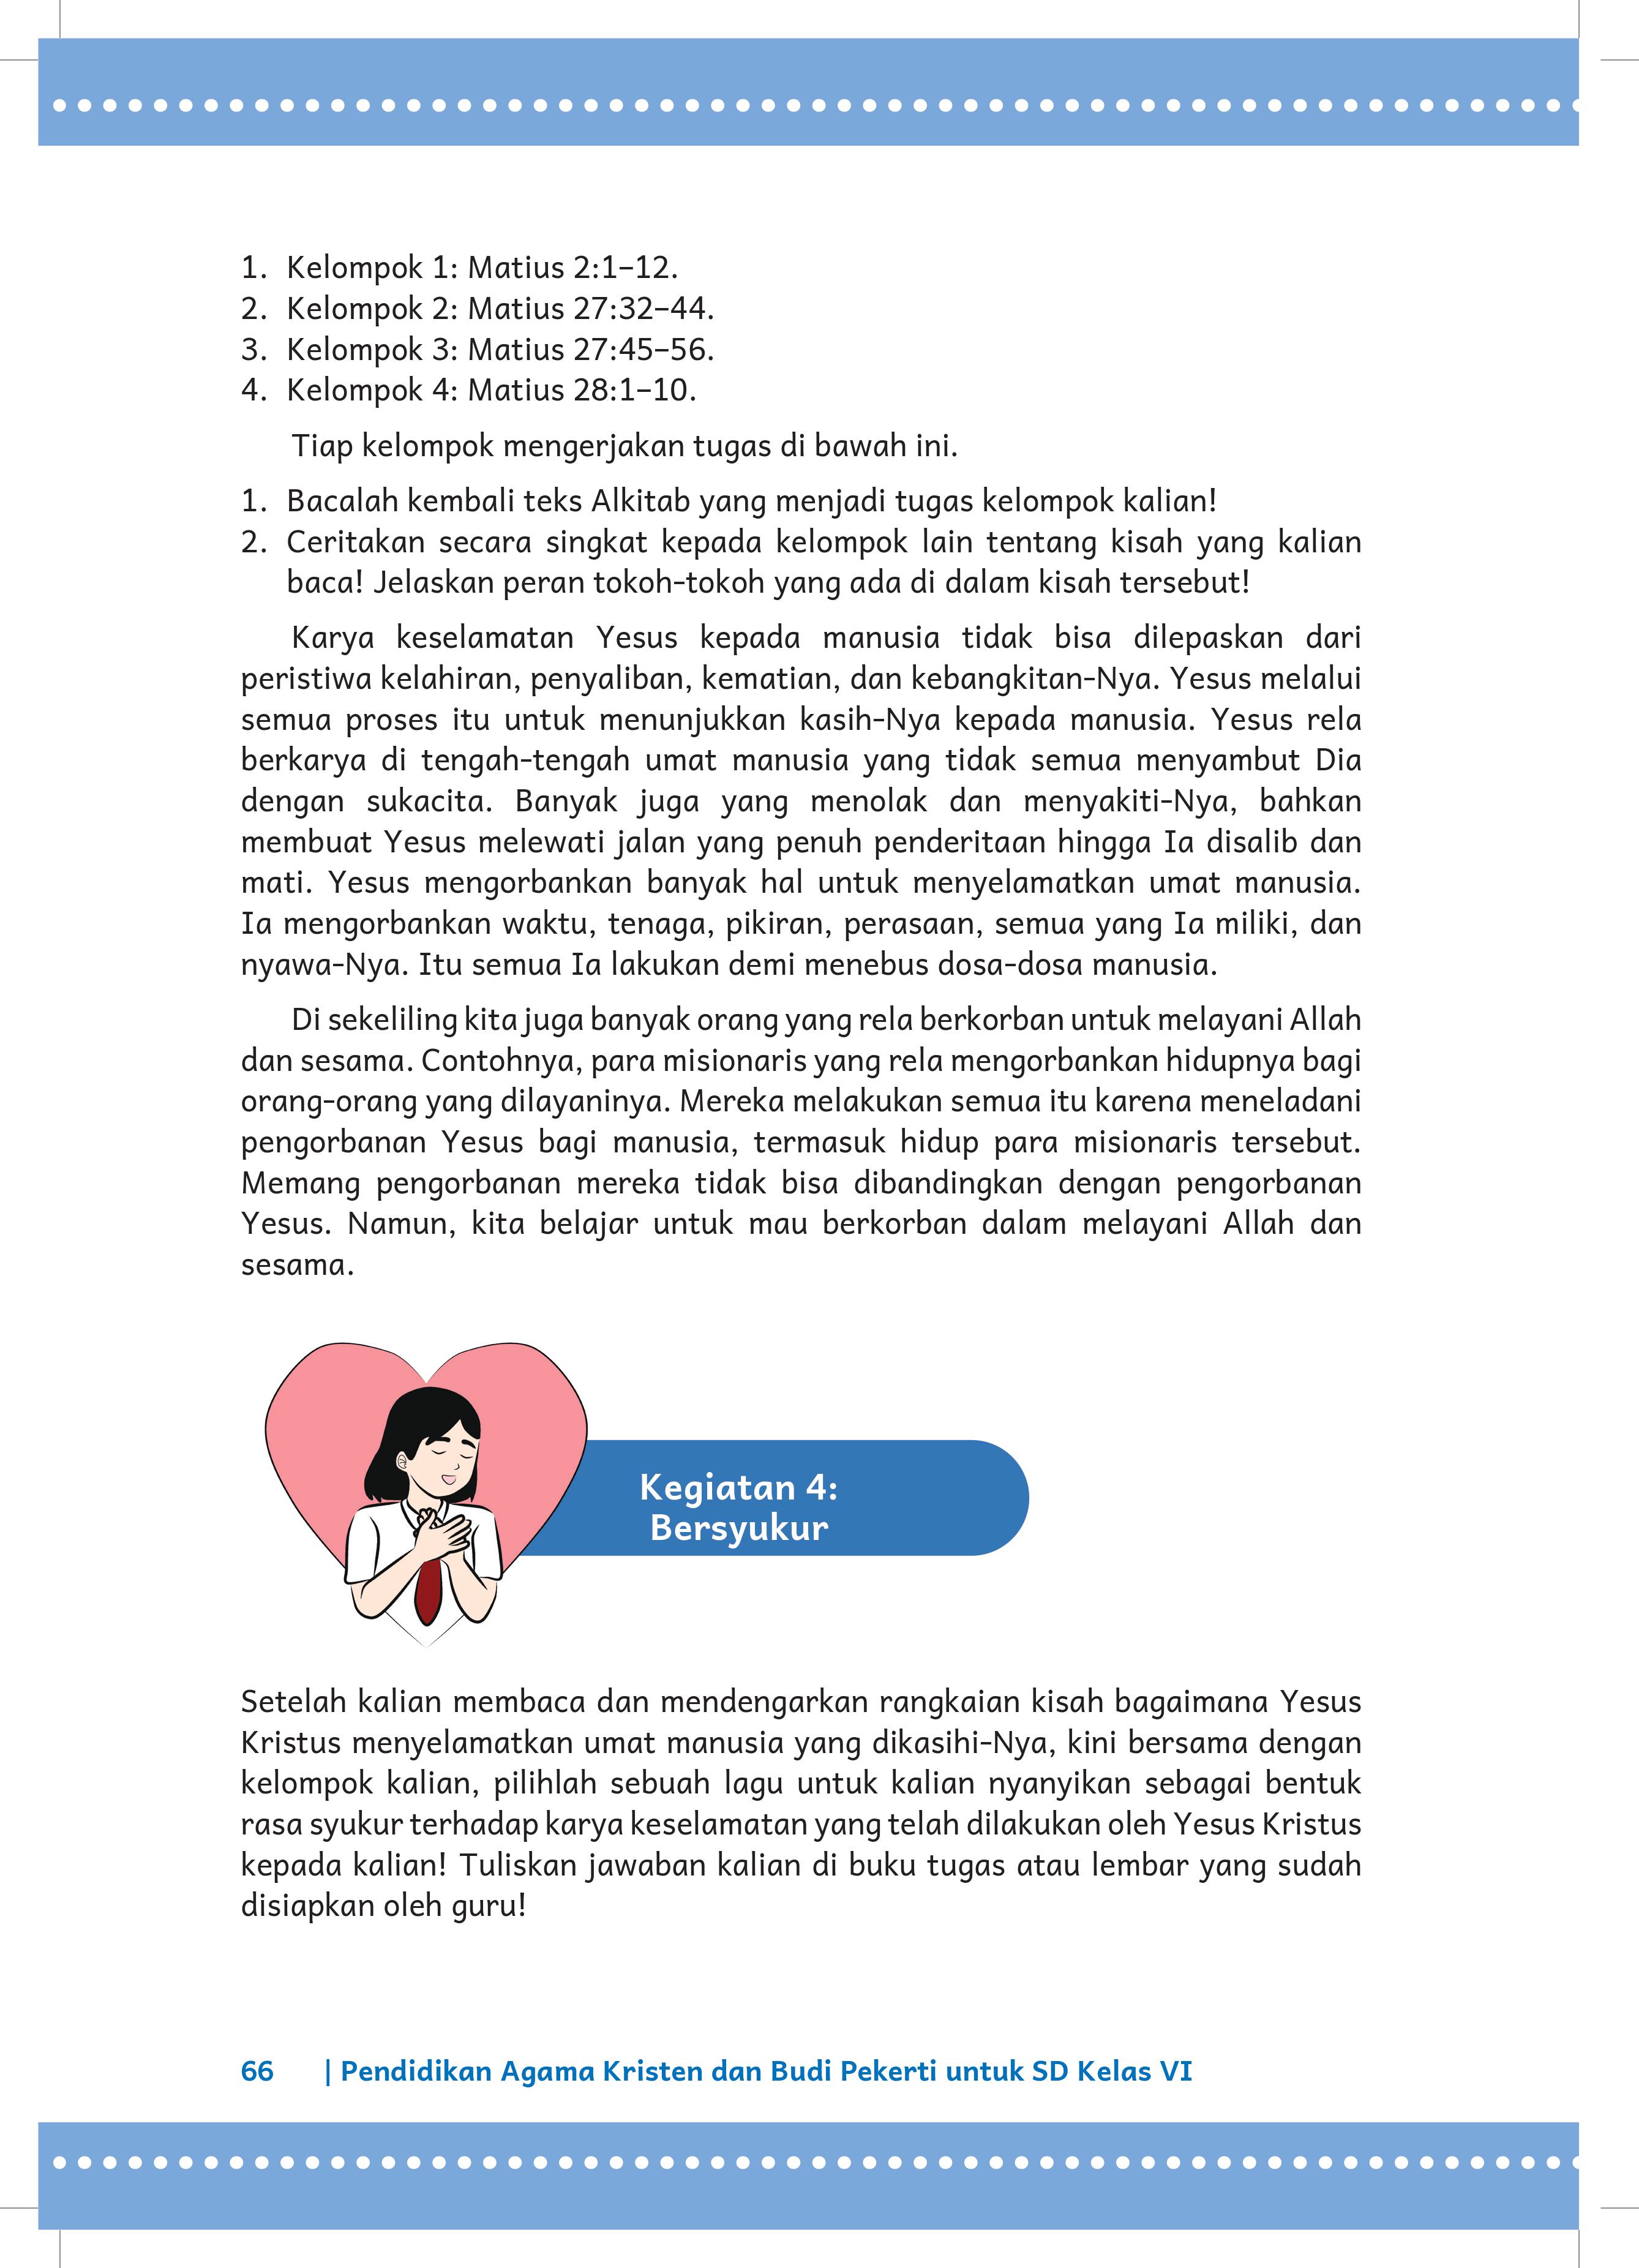 1. Kelompok 1: Matius 2:1–12.
2. Kelompok 2: Matius 27:32–44.
3. Kelompok 3: Matius 27:45–56.
4. Kelompok 4: Matius 28:1–10.
Tiap kelompok mengerjakan tugas di bawah ini.
1. Bacalah kembali teks Alkitab yang menjadi tugas kelompok kalian!
2. Ceritakan secara singkat kepada kelompok lain tentang kisah yang kalian
baca! Jelaskan peran tokoh-tokoh yang ada di dalam kisah tersebut!
Karya keselamatan Yesus kepada manusia tidak bisa dilepaskan dari
peristiwa kelahiran, penyaliban, kematian, dan kebangkitan-Nya. Yesus melalui
semua proses itu untuk menunjukkan kasih-Nya kepada manusia. Yesus rela
berkarya di tengah-tengah umat manusia yang tidak semua menyambut Dia
dengan sukacita. Banyak juga yang menolak dan menyakiti-Nya, bahkan
membuat Yesus melewati jalan yang penuh penderitaan hingga Ia disalib dan
mati. Yesus mengorbankan banyak hal untuk menyelamatkan umat manusia.
Ia mengorbankan waktu, tenaga, pikiran, perasaan, semua yang Ia miliki, dan
nyawa-Nya. Itu semua Ia lakukan demi menebus dosa-dosa manusia.
Di sekeliling kita juga banyak orang yang rela berkorban untuk melayani Allah
dan sesama. Contohnya, para misionaris yang rela mengorbankan hidupnya bagi
orang-orang yang dilayaninya. Mereka melakukan semua itu karena meneladani
pengorbanan Yesus bagi manusia, termasuk hidup para misionaris tersebut.
Memang pengorbanan mereka tidak bisa dibandingkan dengan pengorbanan
Yesus. Namun, kita belajar untuk mau berkorban dalam melayani Allah dan
sesama.
Kegiatan 4:
Bersyukur
Setelah kalian membaca dan mendengarkan rangkaian kisah bagaimana Yesus
Kristus menyelamatkan umat manusia yang dikasihi-Nya, kini bersama dengan
kelompok kalian, pilihlah sebuah lagu untuk kalian nyanyikan sebagai bentuk
rasa syukur terhadap karya keselamatan yang telah dilakukan oleh Yesus Kristus
kepada kalian! Tuliskan jawaban kalian di buku tugas atau lembar yang sudah
disiapkan oleh guru!
66 | Pendidikan Agama Kristen dan Budi Pekerti untuk SD Kelas VI